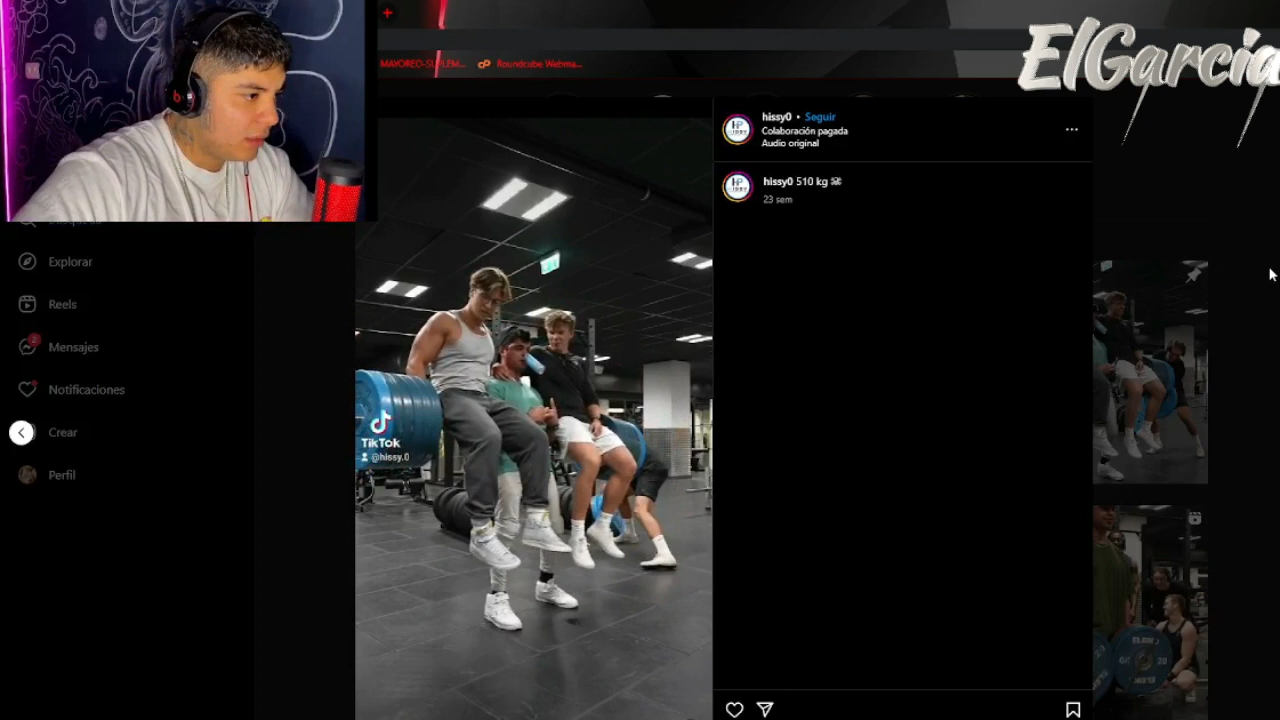 MAYOREO-SUPLEM... Roundcube Webma...
ElGarcia
hissy0 • Seguir
Colaboración pagada
Audio original
hissy0 510 kg
23 sem
Explorar
Reels
2
Mensajes
Notificaciones
Crear
Perfil
TikTok
@hissy.0